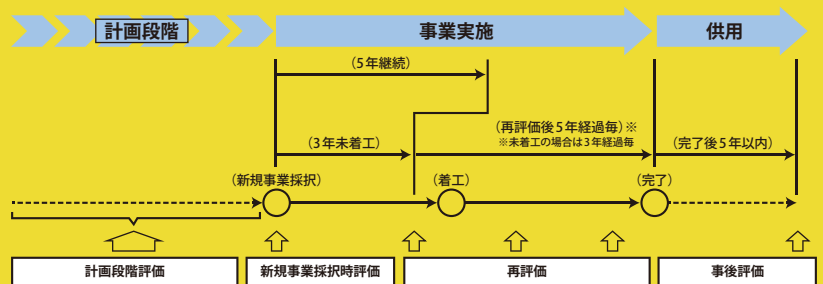 計画段階
事業実施
供用
(5年継続)
(3年未着工)
(再評価後5年経過毎)※
※未着工の場合は3年経過毎
(完了後5年以内)
(新規事業採択)
(着工)
(完了)
計画段階評価
新規事業採択時評価
再評価
事後評価